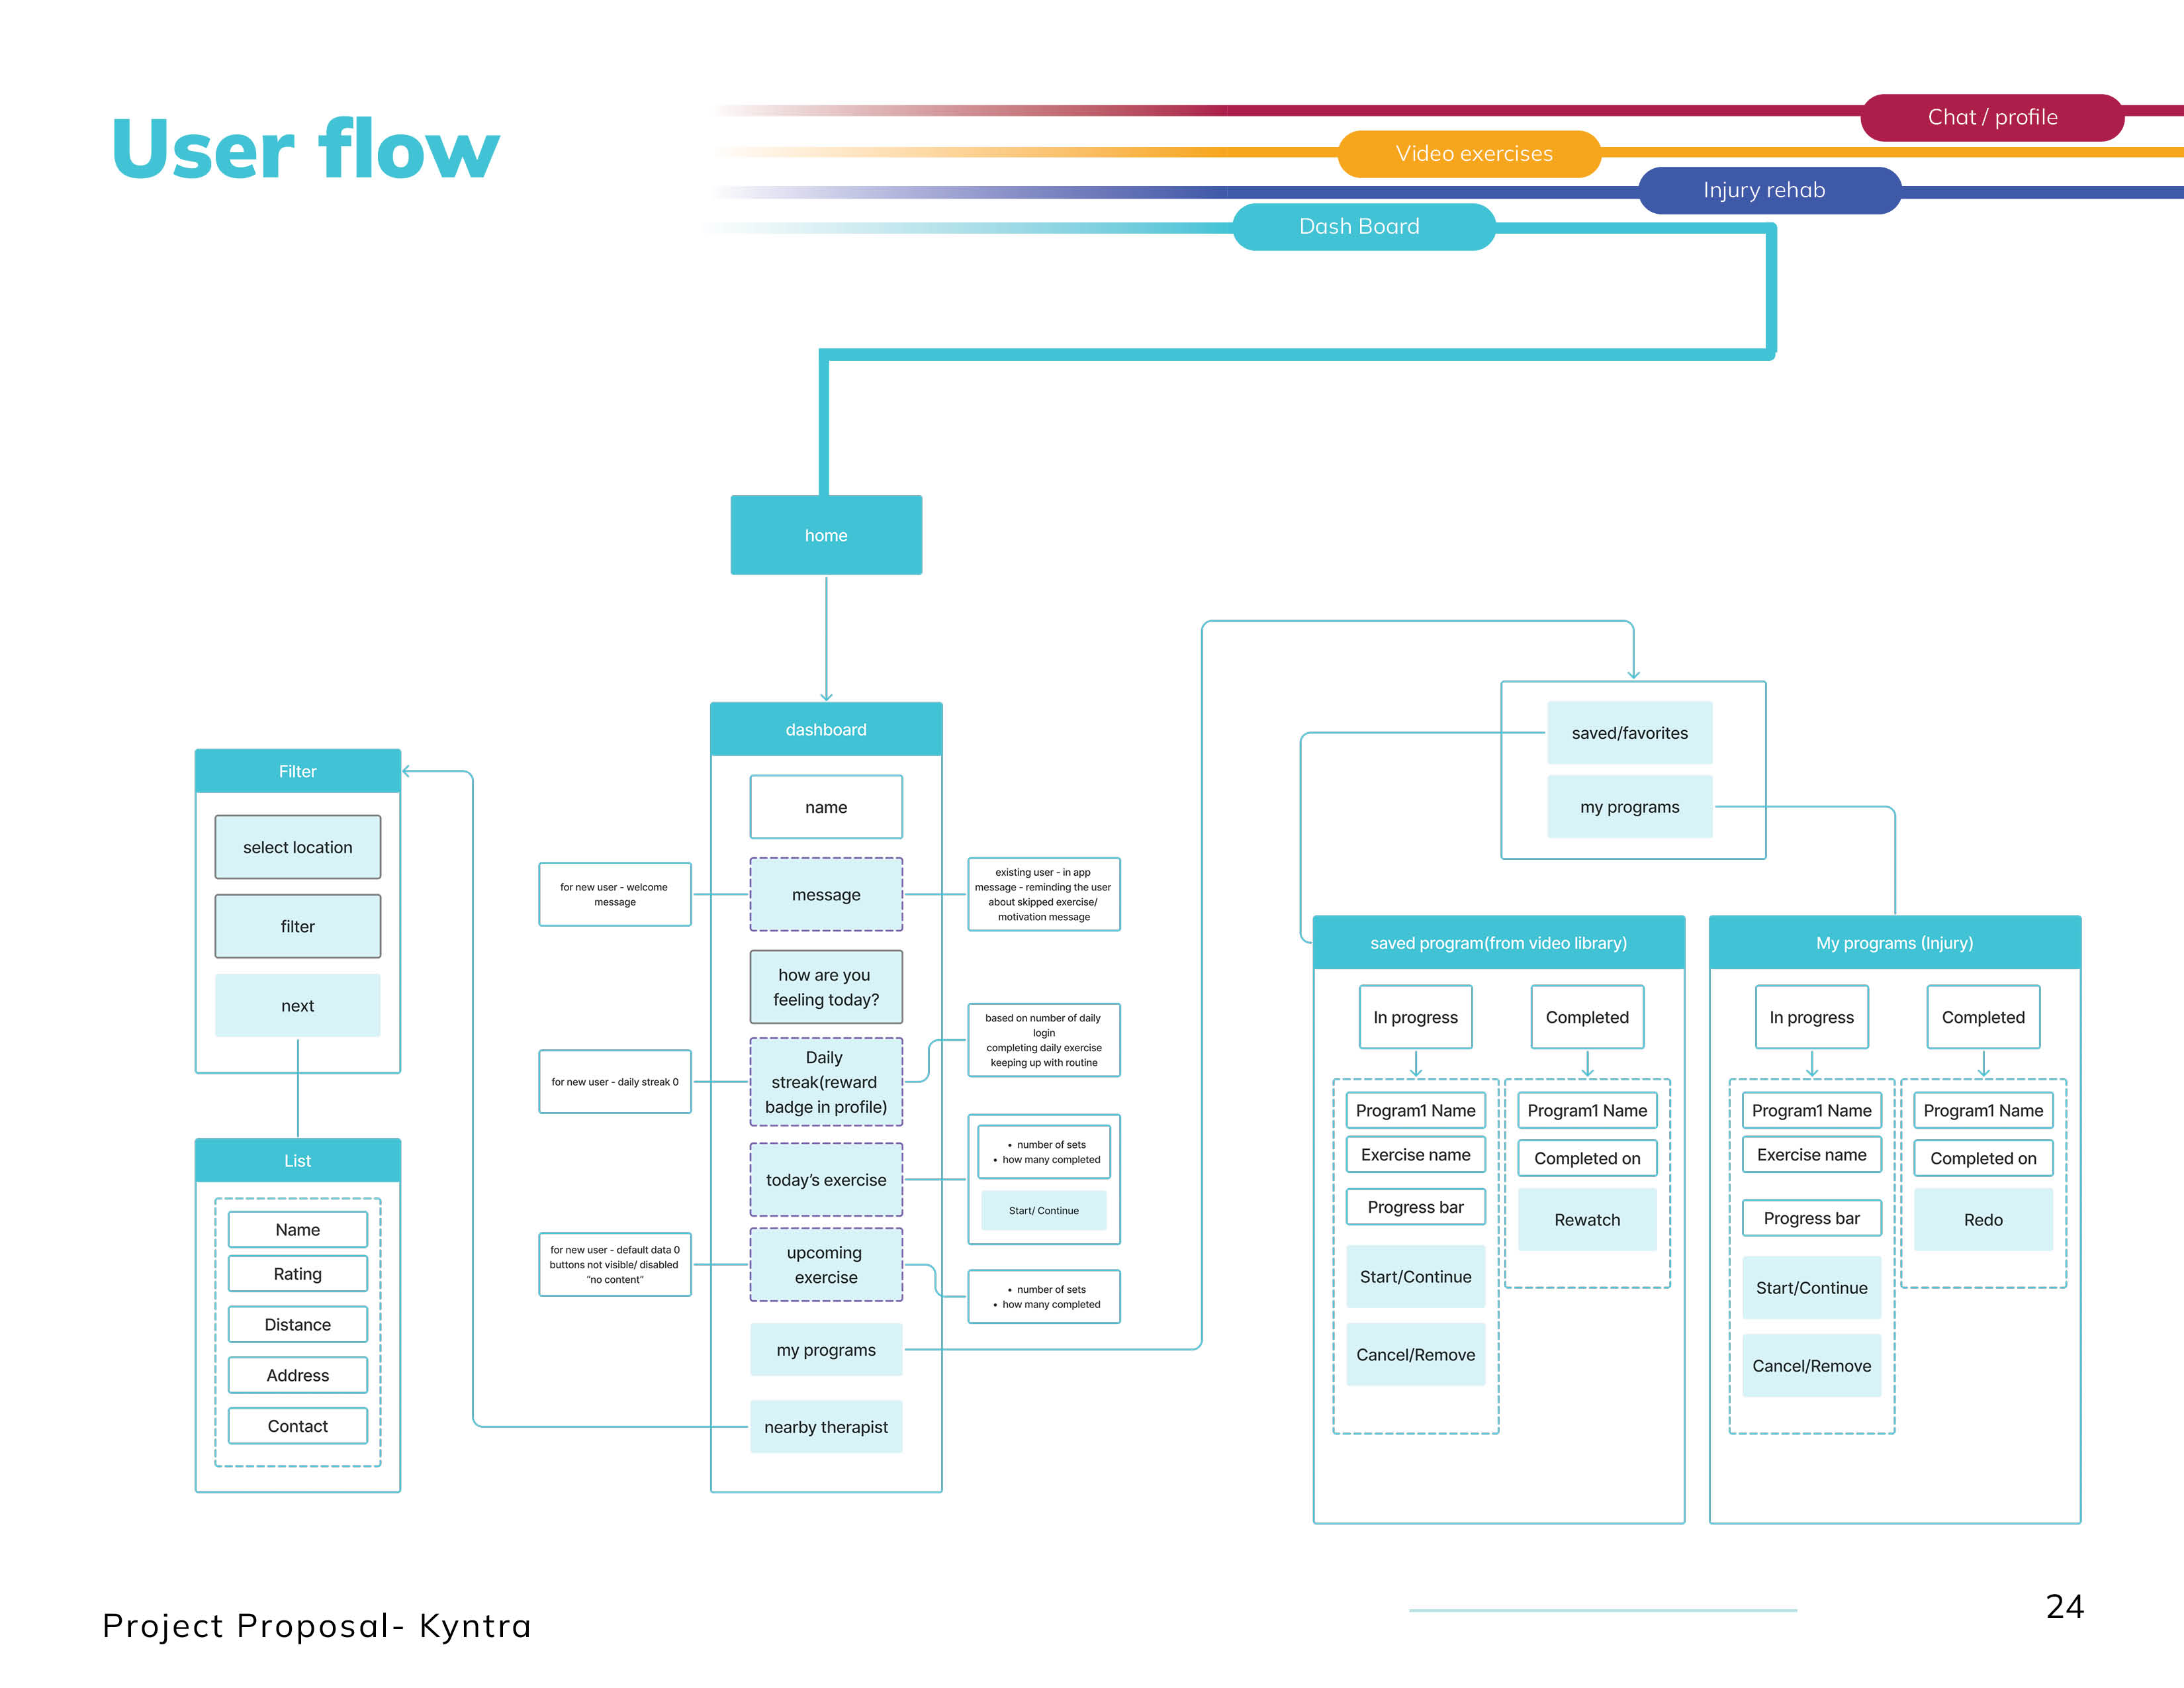 User flow
Chat / profile
Video exercises
Injury rehab
Dash Board
home
dashboard
name
message
how are you
feeling today?
Daily
streak(reward
badge in profile)
today's exercise
upcoming
exercise
my programs
nearby therapist
for new user - welcome
message
for new user - daily streak 0
for new user - default data 0
buttons not visible/ disabled
"no content"
existing user - in app
message - reminding the user
about skipped exercise/
motivation message
based on number of daily
login
completing daily exercise
keeping up with routine
• number of sets
• how many completed
Start/ Continue
• number of sets
• how many completed
Filter
select location
filter
next
List
Name
Rating
Distance
Address
Contact
saved/favorites
my programs
saved program(from video library)
In progress
Program1 Name
Exercise name
Progress bar
Start/Continue
Cancel/Remove
Completed
Program1 Name
Completed on
Rewatch
My programs (Injury)
In progress
Program1 Name
Exercise name
Progress bar
Start/Continue
Cancel/Remove
Completed
Program1 Name
Completed on
Redo
Project Proposal- Kyntra
24